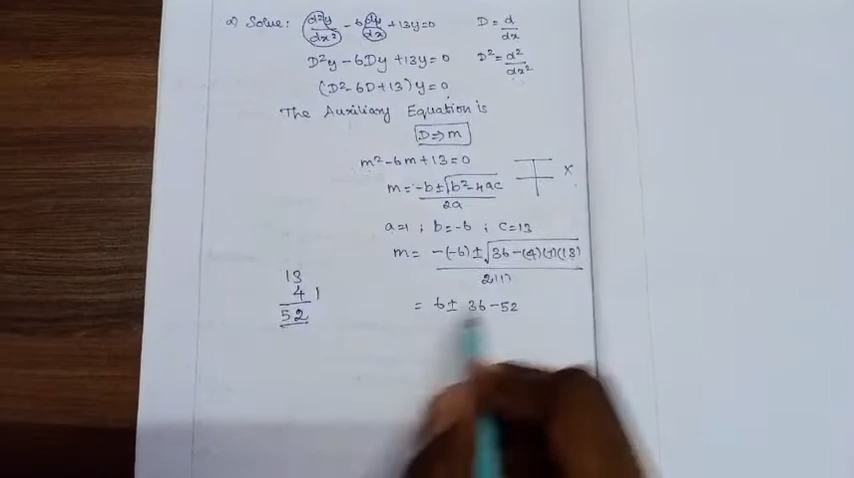 2) Solve: d²y/dx² - 6 dy/dx + 13y = 0   D = d/dx
D²y - 6Dy + 13y = 0   D² = d²/dx²
(D² - 6D + 13) y = 0
The Auxiliary Equation is
D ⇒ m
m² - 6m + 13 = 0
m = -b ± √b² - 4ac / 2a   x
a = 1 ; b = -6 ; c = 13
m = -(-6) ± √36 - (4)(1)(13) / 2(1)
= 6 ± 36 - 52
13
4 1
52